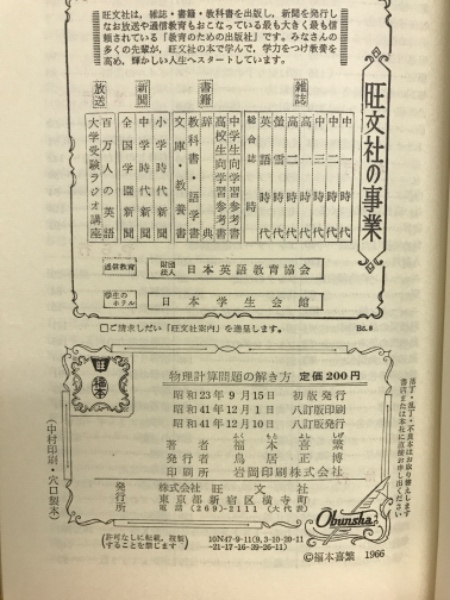 旺文社は,雑誌・書籍・教科書を出版し,新聞を発行し
なお放送や通信教育もおこなっている最も大きく最も信
頼されている「教育のための出版社」です。みなさんの
多くの先輩が,旺文社の本で学んで,学力をつけ教養を
高め,輝かしい人生へスタートしています。
旺文社の事業
雑誌
中一時代
中二時代
中三時代
高一時代
高二時代
螢雪時代
英語時代
総合誌 時
書籍
中学生向学習参考書
高校生向学習参考書
辞典
教科書・語学書
文庫・教養書
新聞
小学時代新聞
中学時代新聞
全国学園新聞
放送
百万人の英語
大学受験ラジオ講座
通信教育
財団法人 日本英語教育協会
学生のホテル
日本学生会館
□ご請求しだい「旺文社案内」を進呈します。
Bd. 8
旺
福本
物理計算問題の解き方 定価200円
昭和23年9月15日 初版発行
昭和41年12月1日 八訂版印刷
昭和41年12月10日 八訂版発行
ふく もと よし しげ
著者 福本喜繁
発行者 鳥居正博
印刷所 岩岡印刷株式会社
発行所 株式会社 旺文社
東京都新宿区横寺町
電話 (269)-2111 (大代表)
Obunsha
(許可なしに転載,複製することを禁じます)
10N47-9-11(9,3-10-20-11
-21-17-16-39-26-11)
©福本喜繁 1966
落丁・乱丁・不良本はお取り替えします
書店または本社に直接お申し出ください
(中村印刷・穴口製本)